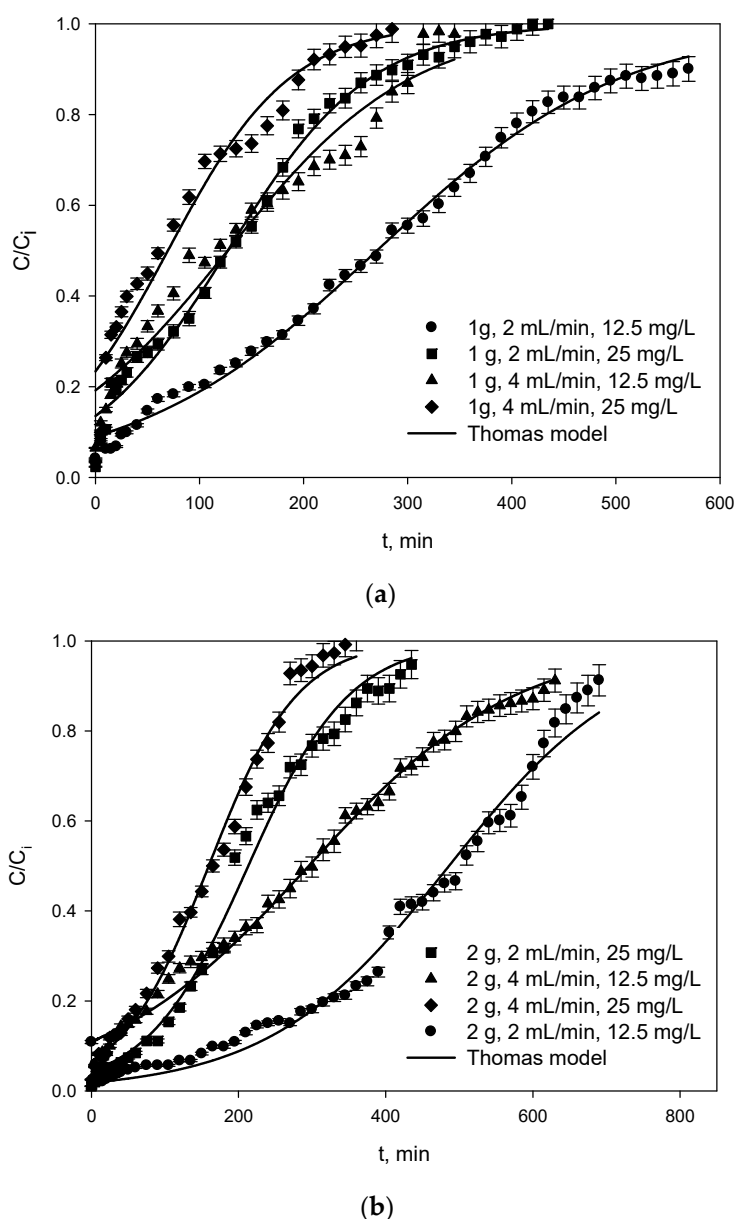 1.0
0.8
0.6
0.4
0.2
0.0
C/Ci
1g, 2 mL/min, 12.5 mg/L
1 g, 2 mL/min, 25 mg/L
1 g, 4 mL/min, 12.5 mg/L
1g, 4 mL/min, 25 mg/L
Thomas model
0 100 200 300 400 500 600
t, min
(a)
1.0
0.8
0.6
0.4
0.2
0.0
C/Ci
2 g, 2 mL/min, 25 mg/L
2 g, 4 mL/min, 12.5 mg/L
2 g, 4 mL/min, 25 mg/L
2 g, 2 mL/min, 12.5 mg/L
Thomas model
0 200 400 600 800
t, min
(b)